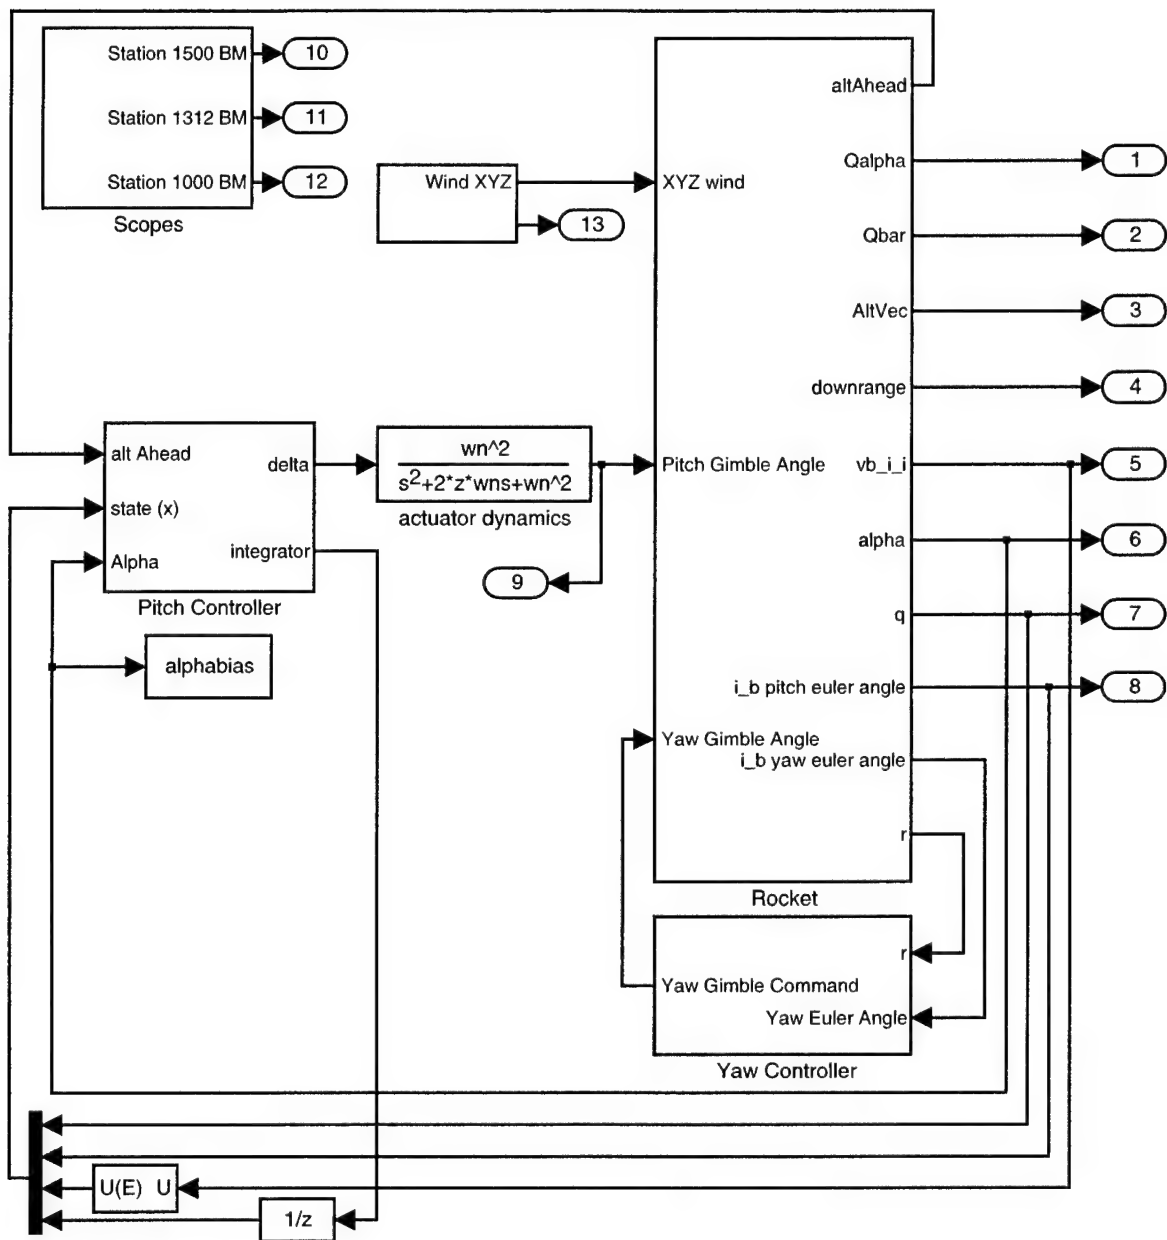 Station 1500 BM
10
Station 1312 BM
11
Station 1000 BM
12
Scopes
Wind XYZ
13
altAhead
Qalpha
1
XYZ wind
Qbar
2
AltVec
3
downrange
4
alt Ahead
delta
state (x)
integrator
Alpha
Pitch Controller
wn^2
s^2+2*z*wns+wn^2
actuator dynamics
9
Pitch Gimble Angle
vb_i_i
5
alpha
6
q
7
i_b pitch euler angle
8
alphabias
Yaw Gimble Angle
i_b yaw euler angle
r
Rocket
r
Yaw Gimble Command
Yaw Euler Angle
Yaw Controller
U(E) U
1/z